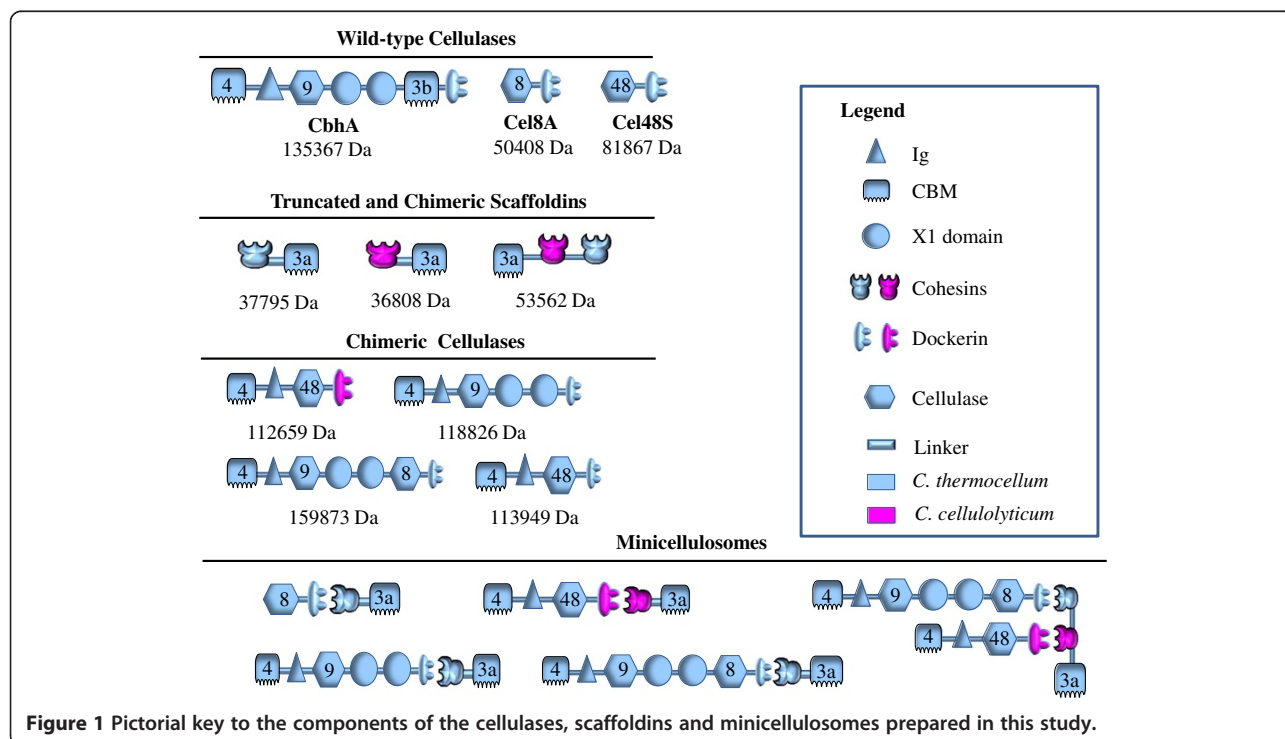 Wild-type Cellulases
4 9 3b 8 48
CbhA Cel8A Cel48S
135367 Da 50408 Da 81867 Da
Truncated and Chimeric Scaffoldins
3a 3a 3a
37795 Da 36808 Da 53562 Da
Chimeric Cellulases
4 48 4 9
112659 Da 118826 Da
4 9 8 4 48
159873 Da 113949 Da
Legend
Ig
CBM
X1 domain
Cohesins
Dockerin
Cellulase
Linker
C. thermocellum
C. cellulolyticum
Minicellulosomes
8 3a 4 48 3a 4 9 8
4 48
4 9 3a 4 9 8 3a 3a
Figure 1 Pictorial key to the components of the cellulases, scaffoldins and minicellulosomes prepared in this study.